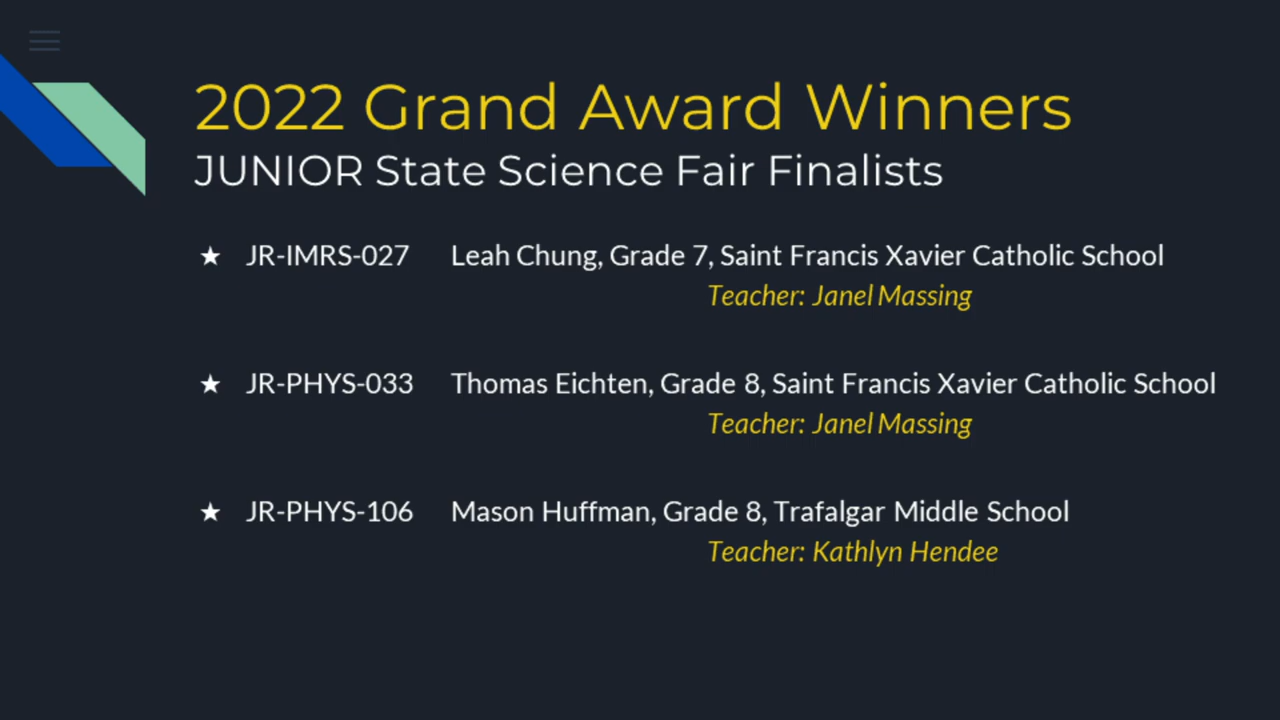 2022 Grand Award Winners
JUNIOR State Science Fair Finalists
★ JR-IMRS-027 Leah Chung, Grade 7, Saint Francis Xavier Catholic School
Teacher: Janel Massing
★ JR-PHYS-033 Thomas Eichten, Grade 8, Saint Francis Xavier Catholic School
Teacher: Janel Massing
★ JR-PHYS-106 Mason Huffman, Grade 8, Trafalgar Middle School
Teacher: Kathlyn Hendee